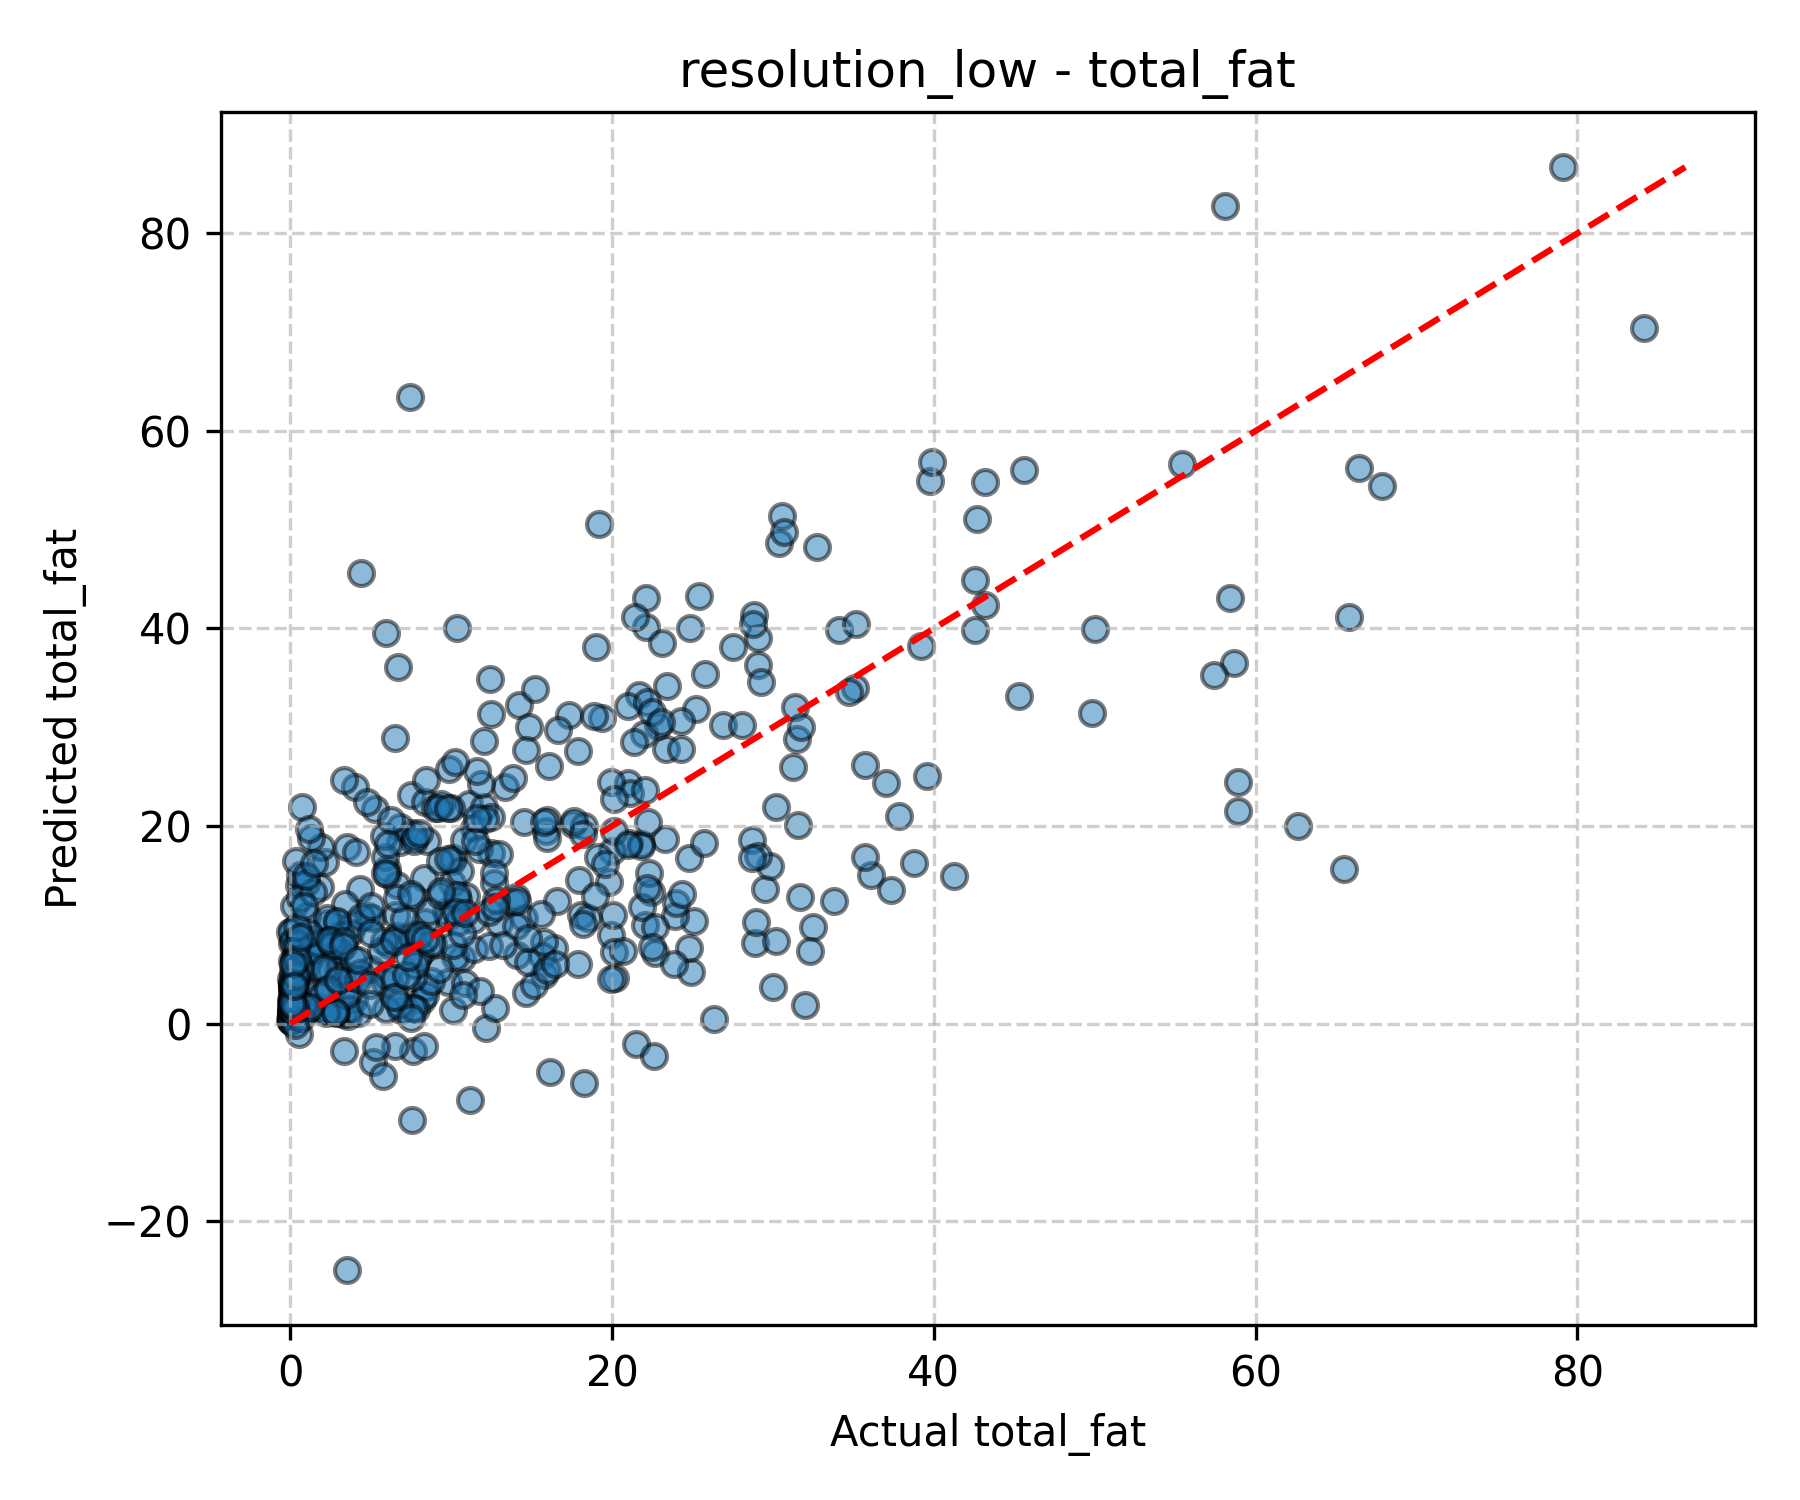 resolution_low - total_fat
Predicted total_fat
80
60
40
20
0
−20
0 20 40 60 80
Actual total_fat